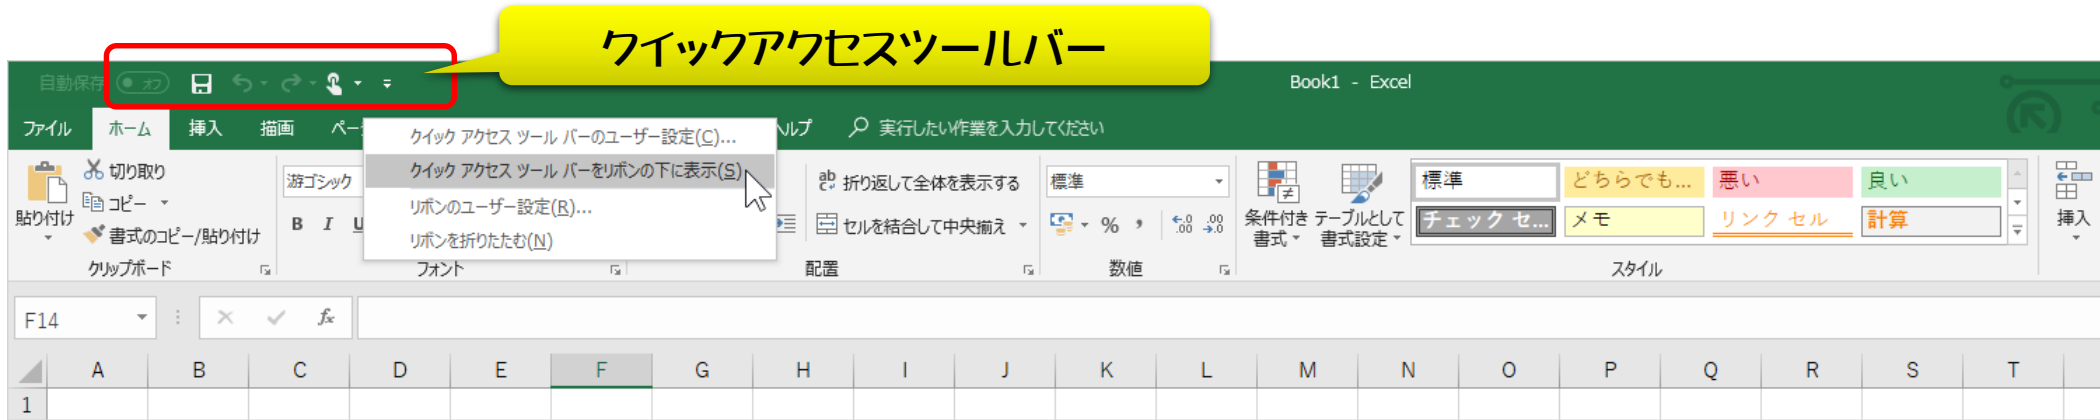 クイックアクセスツールバー
自動保存 オフ
Book1 - Excel
ファイル ホーム 挿入 描画 ヘルプ 実行したい作業を入力してください
クイック アクセス ツール バーのユーザー設定(C)...
クイック アクセス ツール バーをリボンの下に表示(S)
リボンのユーザー設定(R)...
リボンを折りたたむ(N)
貼り付け
切り取り
コピー
書式のコピー/貼り付け
クリップボード
游ゴシック
B I U
フォント
ab 折り返して全体を表示する
セルを結合して中央揃え
配置
標準
% ,
←.0 .00
.00 →.0
数値
条件付き
書式
テーブルとして
書式設定
標準 どちらでも... 悪い 良い
チェック セ... メモ リンク セル 計算
スタイル
挿入
F14 fx
A B C D E F G H I J K L M N O P Q R S T
1